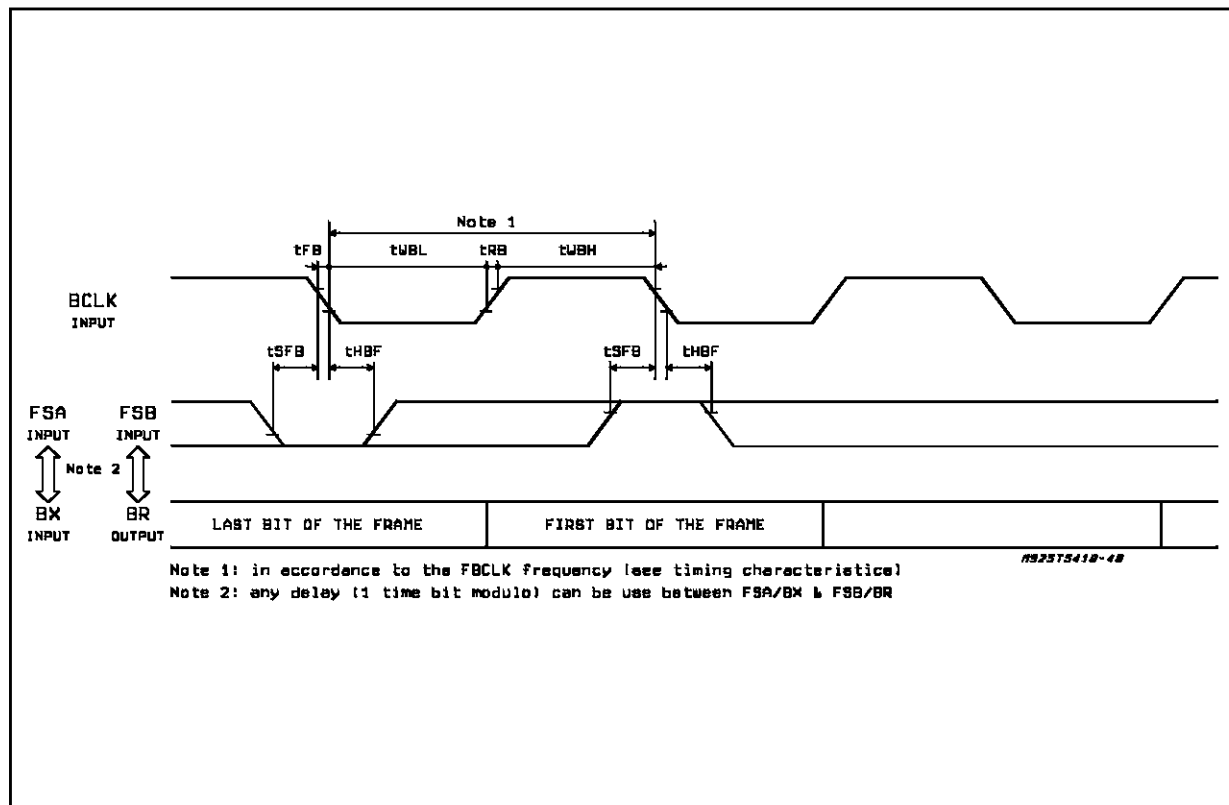 Note 1
tFB tWBL tRB tWBH
BCLK
INPUT
tSFB tHBF tSFB tHBF
FSA FSB
INPUT INPUT
Note 2
BX BR
INPUT OUTPUT
LAST BIT OF THE FRAME FIRST BIT OF THE FRAME
M92STS410-40
Note 1: in accordance to the FBCLK frequency (see timing characteristics)
Note 2: any delay (1 time bit modulo) can be use between FSA/BX & FSB/BR